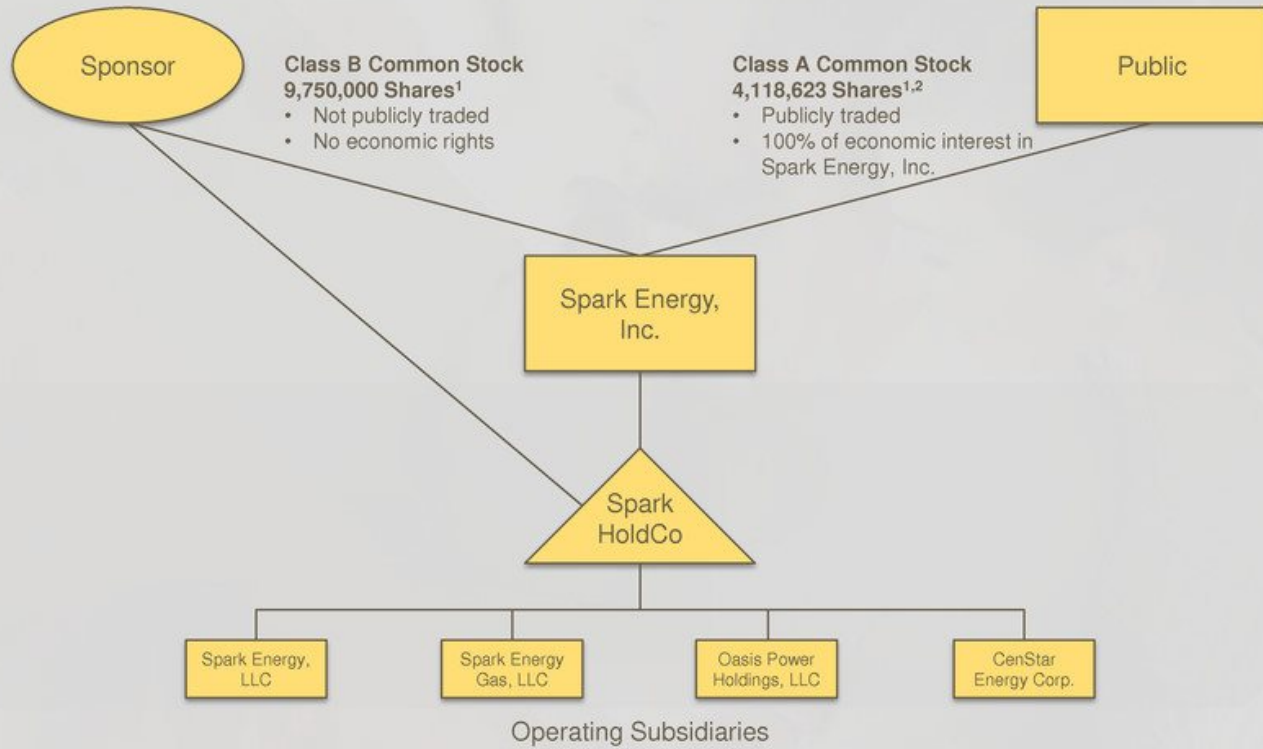 Sponsor
Class B Common Stock
9,750,000 Shares¹
• Not publicly traded
• No economic rights
Class A Common Stock
4,118,623 Shares¹,²
• Publicly traded
• 100% of economic interest in
Spark Energy, Inc.
Public
Spark Energy,
Inc.
Spark
HoldCo
Spark Energy,
LLC
Spark Energy
Gas, LLC
Oasis Power
Holdings, LLC
CenStar
Energy Corp.
Operating Subsidiaries